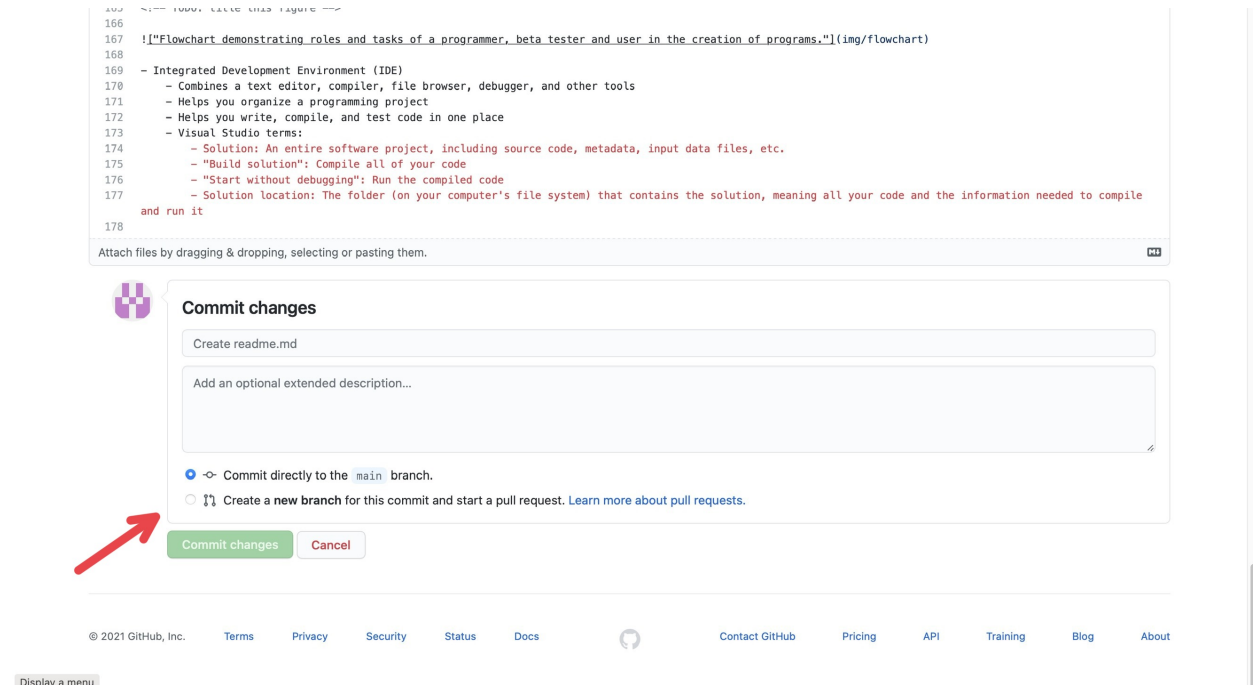 165 <!-- TODO: title this figure -->
166
167 !["Flowchart demonstrating roles and tasks of a programmer, beta tester and user in the creation of programs."](img/flowchart)
168
169 - Integrated Development Environment (IDE)
170 - Combines a text editor, compiler, file browser, debugger, and other tools
171 - Helps you organize a programming project
172 - Helps you write, compile, and test code in one place
173 - Visual Studio terms:
174 - Solution: An entire software project, including source code, metadata, input data files, etc.
175 - "Build solution": Compile all of your code
176 - "Start without debugging": Run the compiled code
177 - Solution location: The folder (on your computer's file system) that contains the solution, meaning all your code and the information needed to compile
and run it
178
Attach files by dragging & dropping, selecting or pasting them.
Commit changes
Create readme.md
Add an optional extended description...
Commit directly to the main branch.
Create a new branch for this commit and start a pull request. Learn more about pull requests.
Commit changes Cancel
© 2021 GitHub, Inc. Terms Privacy Security Status Docs Contact GitHub Pricing API Training Blog About
Display a menu